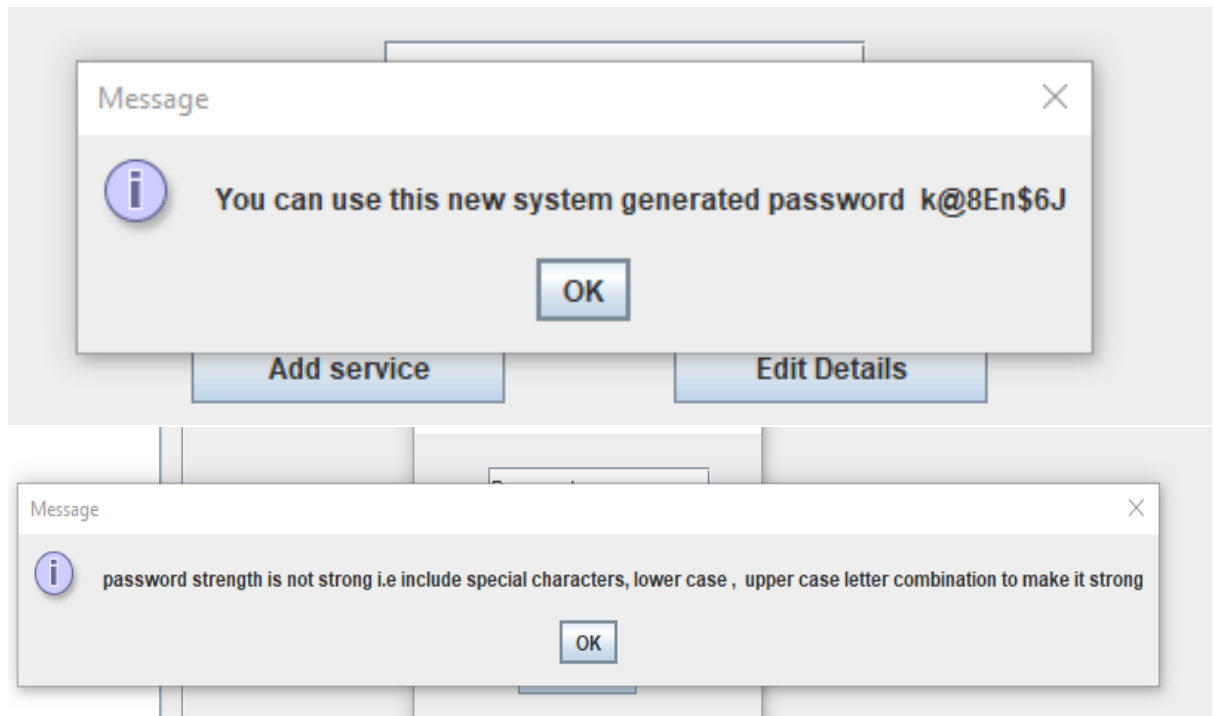 Message
You can use this new system generated password k@8En$6J
OK
Add service
Edit Details
Message
password strength is not strong i.e include special characters, lower case , upper case letter combination to make it strong
OK